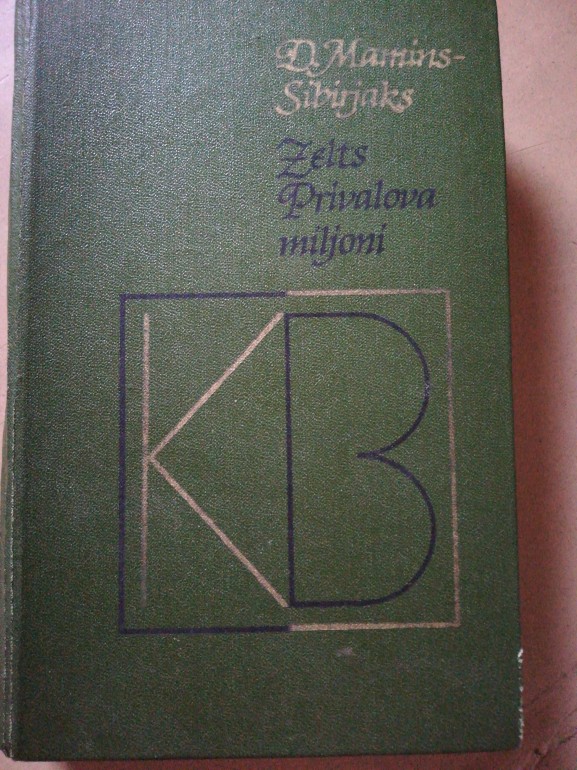 D. Mamins-
Sibirjaks
Zelts
Privalova
miljoni
KB